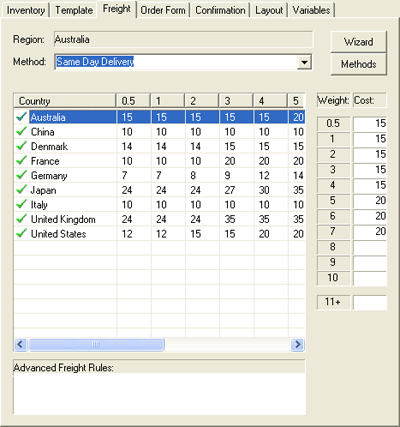 Inventory Template Freight Order Form Confirmation Layout Variables
Region: Australia Wizard
Method: Same Day Delivery Methods
Country 0.5 1 2 3 4 5 Weight: Cost:
Australia 15 15 15 15 15 20 0.5 15
China 10 10 10 10 10 10 1 15
Denmark 14 14 14 15 15 15 2 15
France 10 10 10 20 20 20 3 15
Germany 7 7 8 9 12 14 4 15
Japan 24 24 24 27 30 35 5 20
Italy 10 10 10 10 10 10 6 20
United Kingdom 24 24 24 35 35 35 7 20
United States 12 12 15 15 20 20 8
9
10
11+
Advanced Freight Rules: